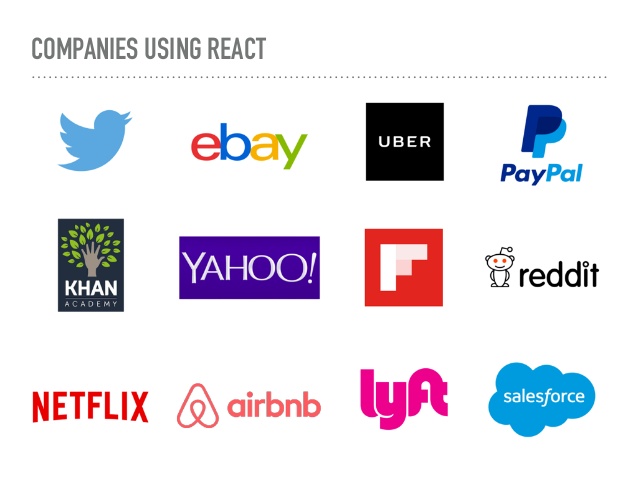 COMPANIES USING REACT
ebay
UBER
PayPal
KHAN
ACADEMY
YAHOO!
reddit
NETFLIX
airbnb
lyft
salesforce